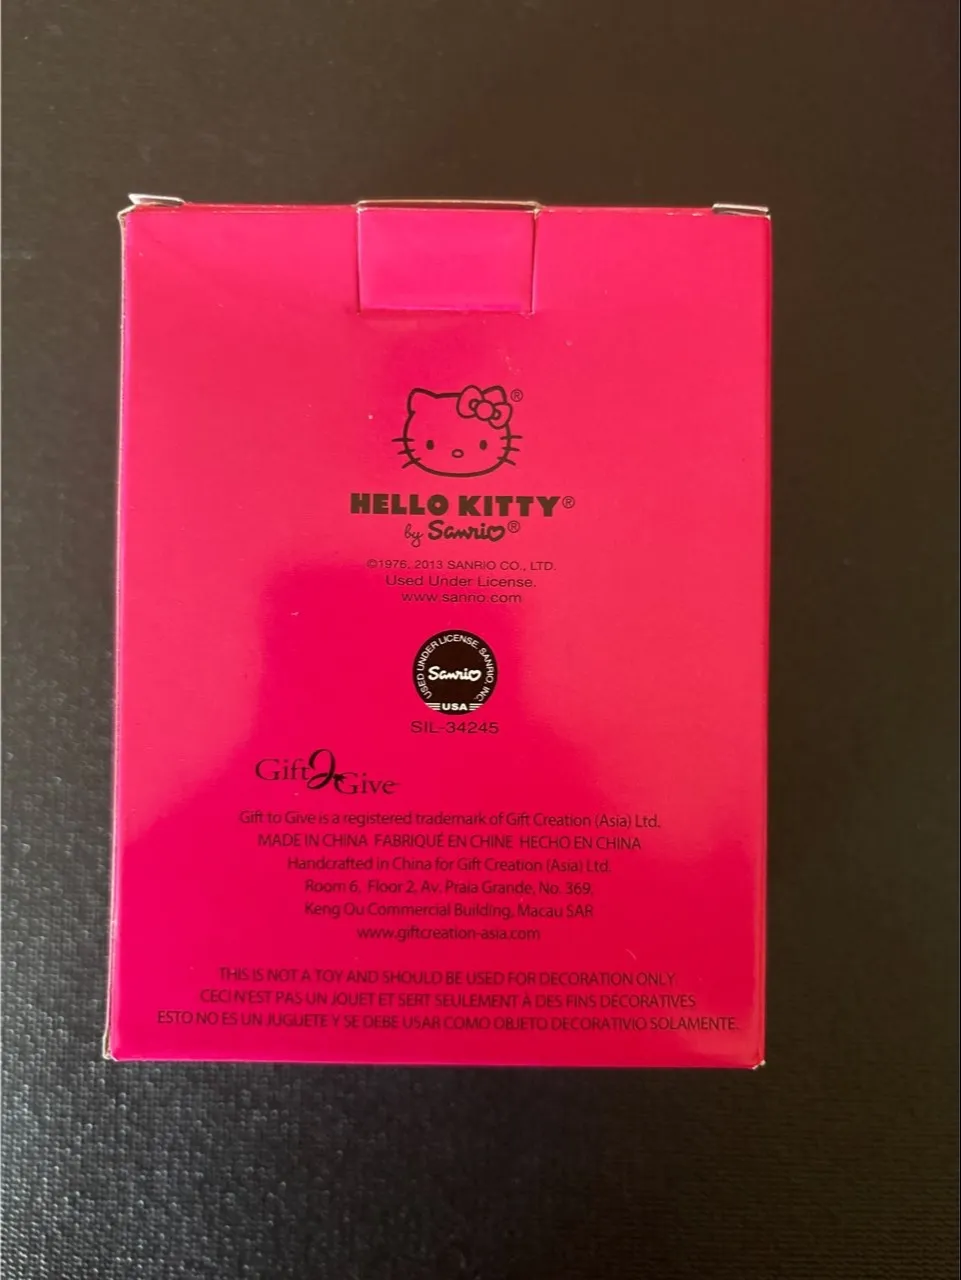 ®
HELLO KITTY®
by Sanrio®
©1976, 2013 SANRIO CO., LTD.
Used Under License.
www.sanrio.com
USED UNDER LICENSE. SANRIO, INC.
Sanrio
USA
SIL-34245
Gift2Give™
Gift to Give is a registered trademark of Gift Creation (Asia) Ltd.
MADE IN CHINA FABRIQUÉ EN CHINE HECHO EN CHINA
Handcrafted in China for Gift Creation (Asia) Ltd.
Room 6, Floor 2, Av. Praia Grande, No. 369,
Keng Ou Commercial Building, Macau SAR
www.giftcreation-asia.com
THIS IS NOT A TOY AND SHOULD BE USED FOR DECORATION ONLY.
CECI N'EST PAS UN JOUET ET SERT SEULEMENT À DES FINS DÉCORATIVES
ESTO NO ES UN JUGUETE Y SE DEBE USAR COMO OBJETO DECORATIVIO SOLAMENTE.